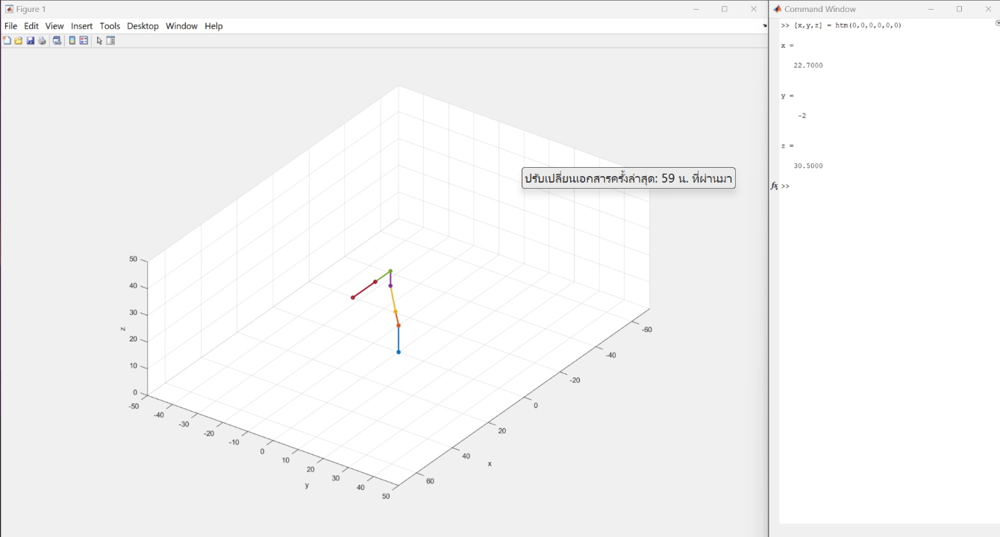 Figure 1
File Edit View Insert Tools Desktop Window Help
50
40
30
20
10
0
z
-50
-40
-30
-20
-10
0
10
20
30
40
50
y
-60
-40
-20
0
20
40
60
x
ปรับเปลี่ยนเอกสารครั้งล่าสุด: 59 น. ที่ผ่านมา
Command Window
>> [x,y,z] = htm(0,0,0,0,0,0)
x =
22.7000
y =
-2
z =
30.5000
fx >>